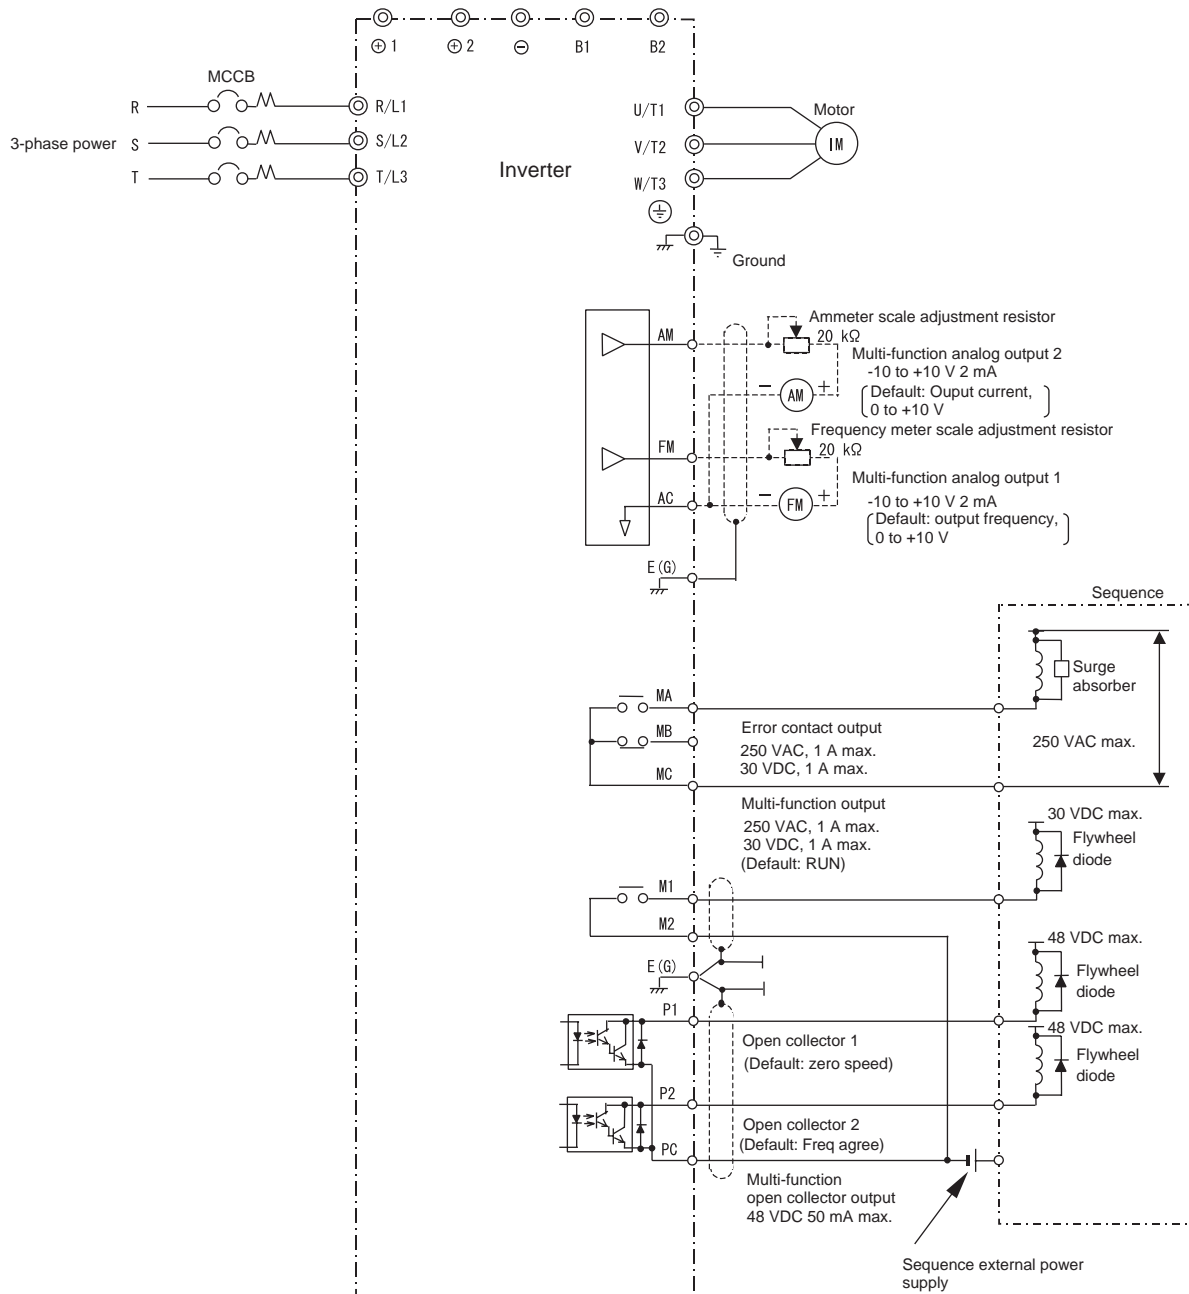 ⊕ 1
⊕ 2
⊖
B1
B2
MCCB
R
R/L1
3-phase power
S
S/L2
T
T/L3
Inverter
U/T1
Motor
V/T2
IM
W/T3
Ground
Ammeter scale adjustment resistor
AM
20 kΩ
Multi-function analog output 2
-10 to +10 V 2 mA
−
AM
+
Default: Ouput current,
0 to +10 V
Frequency meter scale adjustment resistor
FM
20 kΩ
Multi-function analog output 1
-10 to +10 V 2 mA
AC
−
FM
+
Default: output frequency,
0 to +10 V
E(G)
Sequence
Surge
absorber
MA
MB
Error contact output
250 VAC, 1 A max.
30 VDC, 1 A max.
250 VAC max.
MC
Multi-function output
250 VAC, 1 A max.
30 VDC, 1 A max.
(Default: RUN)
30 VDC max.
Flywheel
diode
M1
M2
48 VDC max.
E(G)
Flywheel
diode
P1
48 VDC max.
Open collector 1
(Default: zero speed)
Flywheel
diode
P2
Open collector 2
(Default: Freq agree)
PC
Multi-function
open collector output
48 VDC 50 mA max.
Sequence external power
supply